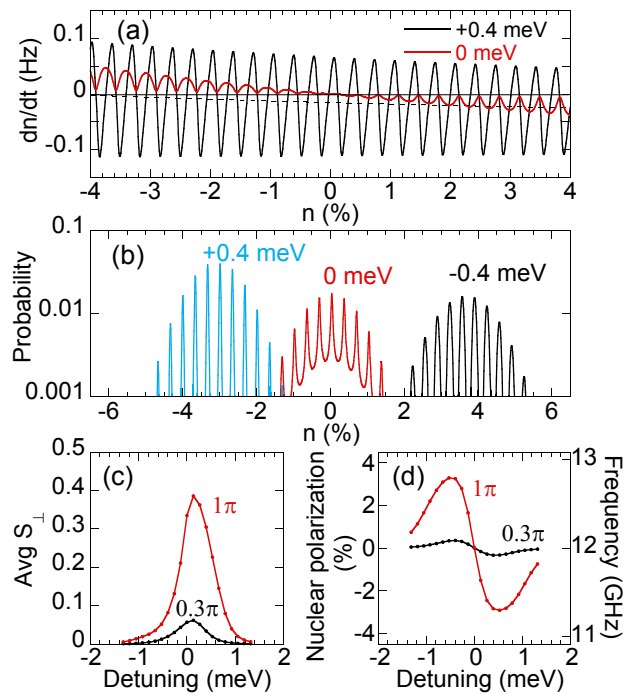 (a)
+0.4 meV
0 meV
dn/dt (Hz)
0.1
0
-0.1
-4 -3 -2 -1 0 1 2 3 4
n (%)
(b)
+0.4 meV
0 meV
-0.4 meV
Probability
0.1
0.01
0.001
-6 -4 -2 0 2 4 6
n (%)
(c)
1π
0.3π
Avg S⊥
0.5
0.4
0.3
0.2
0.1
0
-2 -1 0 1 2
Detuning (meV)
(d)
1π
0.3π
Nuclear polarization
(%)
4
2
0
-2
-4
13
12
11
Frequency (GHz)
-2 -1 0 1 2
Detuning (meV)